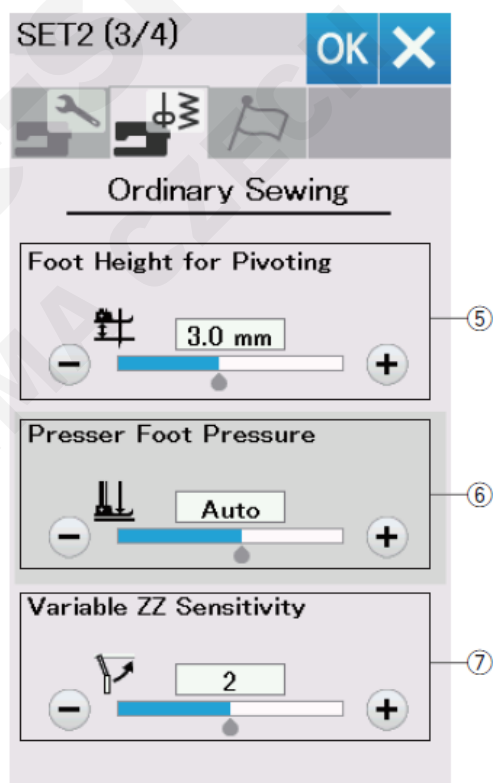 SET2 (3/4)
OK
Ordinary Sewing
Foot Height for Pivoting
3.0 mm
⑤
Presser Foot Pressure
Auto
⑥
Variable ZZ Sensitivity
2
⑦